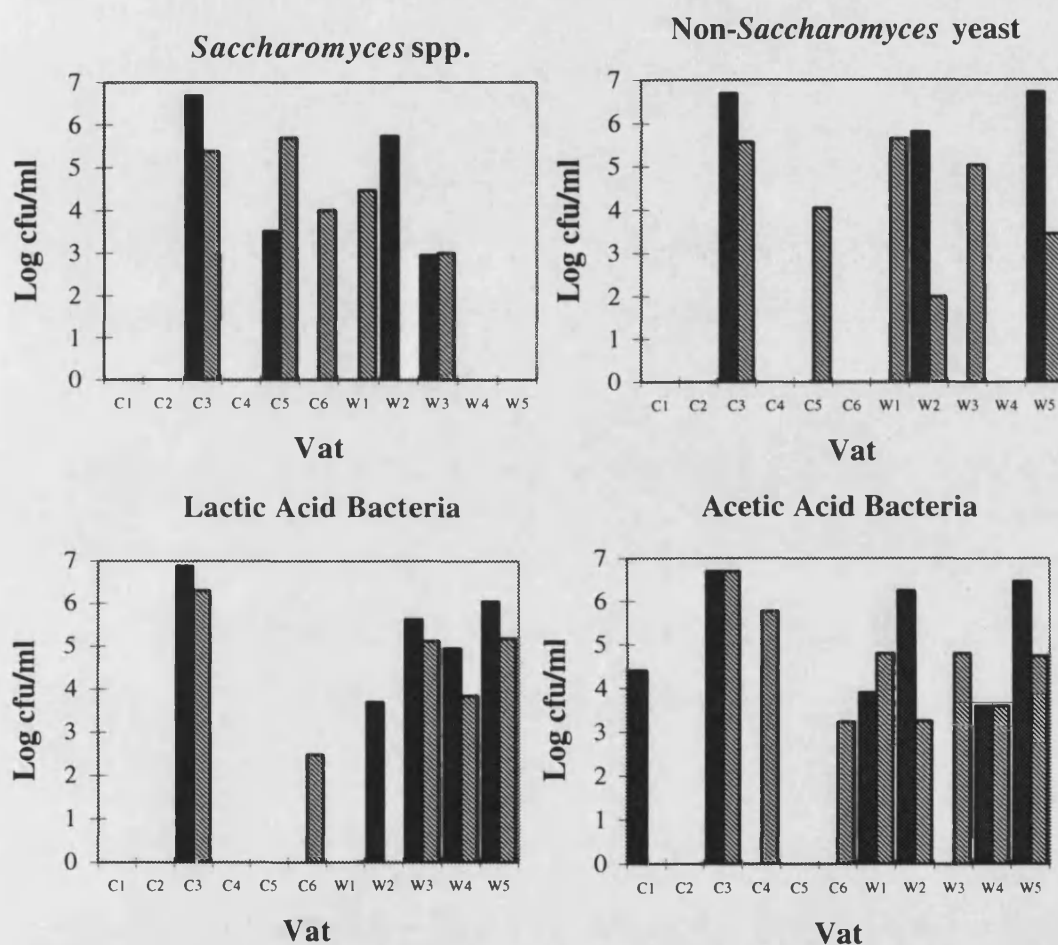 Saccharomyces spp.
Log cfu/ml
7
6
5
4
3
2
1
0
C1 C2 C3 C4 C5 C6 W1 W2 W3 W4 W5
Vat
Non-Saccharomyces yeast
Log cfu/ml
7
6
5
4
3
2
1
0
C1 C2 C3 C4 C5 C6 W1 W2 W3 W4 W5
Vat
Lactic Acid Bacteria
Log cfu/ml
7
6
5
4
3
2
1
0
C1 C2 C3 C4 C5 C6 W1 W2 W3 W4 W5
Vat
Acetic Acid Bacteria
Log cfu/ml
7
6
5
4
3
2
1
0
C1 C2 C3 C4 C5 C6 W1 W2 W3 W4 W5
Vat